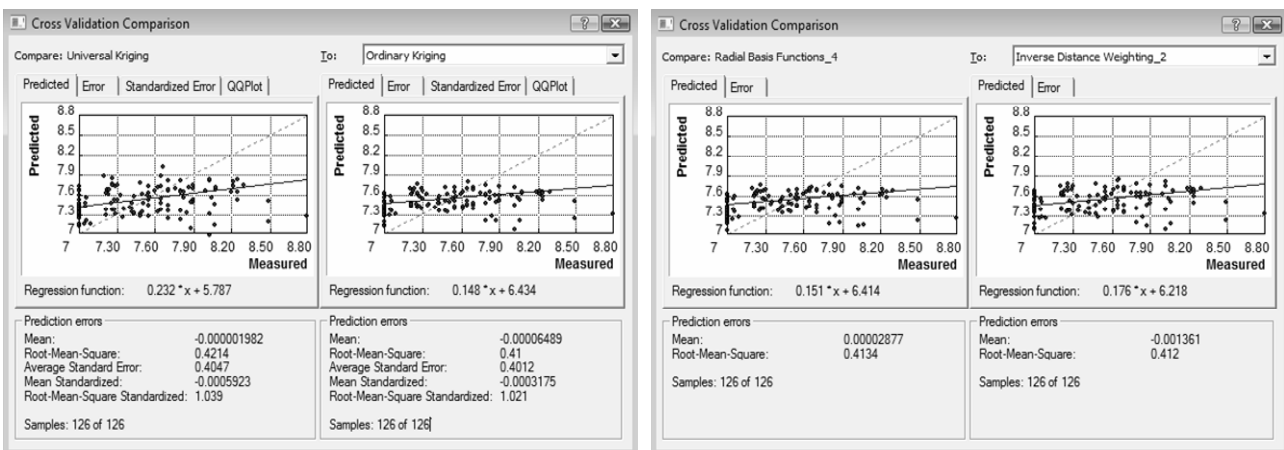 Cross Validation Comparison
Compare: Universal Kriging To: Ordinary Kriging
Predicted Error Standardized Error QQPlot
Predicted
8.8
8.5
8.2
7.9
7.6
7.3
7
7 7.30 7.60 7.90 8.20 8.50 8.80
Measured
Regression function: 0.232 * x + 5.787
Prediction errors
Mean: -0.000001982
Root-Mean-Square: 0.4214
Average Standard Error: 0.4047
Mean Standardized: -0.0005923
Root-Mean-Square Standardized: 1.039
Samples: 126 of 126
Predicted Error Standardized Error QQPlot
Predicted
8.8
8.5
8.2
7.9
7.6
7.3
7
7 7.30 7.60 7.90 8.20 8.50 8.80
Measured
Regression function: 0.148 * x + 6.434
Prediction errors
Mean: -0.00006489
Root-Mean-Square: 0.41
Average Standard Error: 0.4012
Mean Standardized: -0.0003175
Root-Mean-Square Standardized: 1.021
Samples: 126 of 126
Cross Validation Comparison
Compare: Radial Basis Functions_4 To: Inverse Distance Weighting_2
Predicted Error
Predicted
8.8
8.5
8.2
7.9
7.6
7.3
7
7 7.30 7.60 7.90 8.20 8.50 8.80
Measured
Regression function: 0.151 * x + 6.414
Prediction errors
Mean: 0.00002877
Root-Mean-Square: 0.4134
Samples: 126 of 126
Predicted Error
Predicted
8.8
8.5
8.2
7.9
7.6
7.3
7
7 7.30 7.60 7.90 8.20 8.50 8.80
Measured
Regression function: 0.176 * x + 6.218
Prediction errors
Mean: -0.001361
Root-Mean-Square: 0.412
Samples: 126 of 126